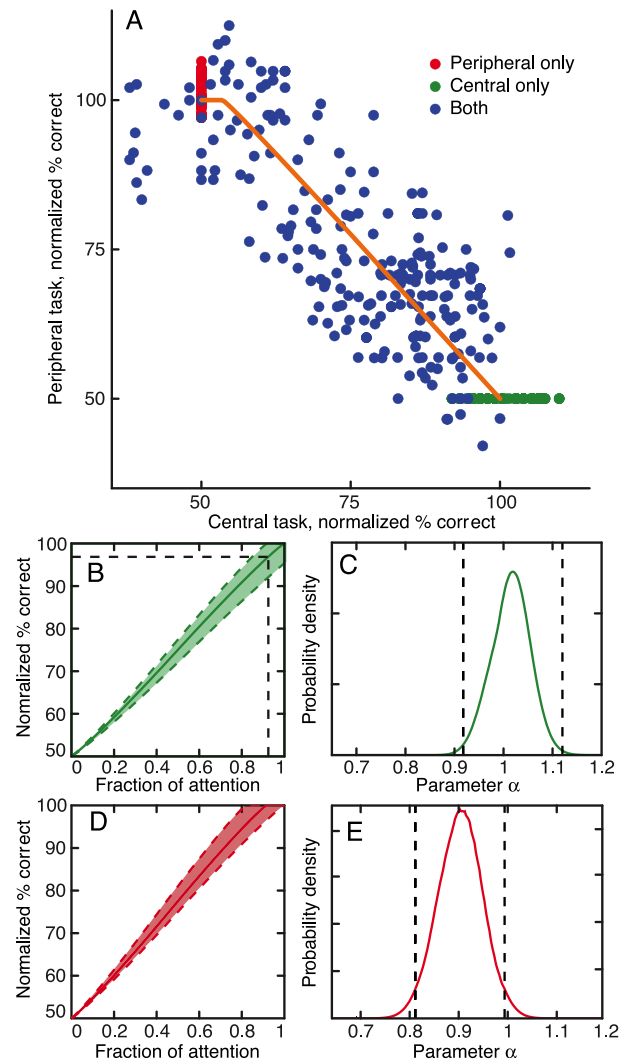 A
Peripheral only
Central only
Both
100
75
50
Peripheral task, normalized % correct
50 75 100
Central task, normalized % correct
B
100
90
80
70
60
50
Nomralized % correct
0 0.2 0.4 0.6 0.8 1
Fraction of attention
C
Probability density
0.7 0.8 0.9 1 1.1 1.2
Parameter α
D
100
90
80
70
60
50
Normalized % correct
0 0.2 0.4 0.6 0.8 1
Fraction of attention
E
Probability density
0.7 0.8 0.9 1 1.1 1.2
Parameter α